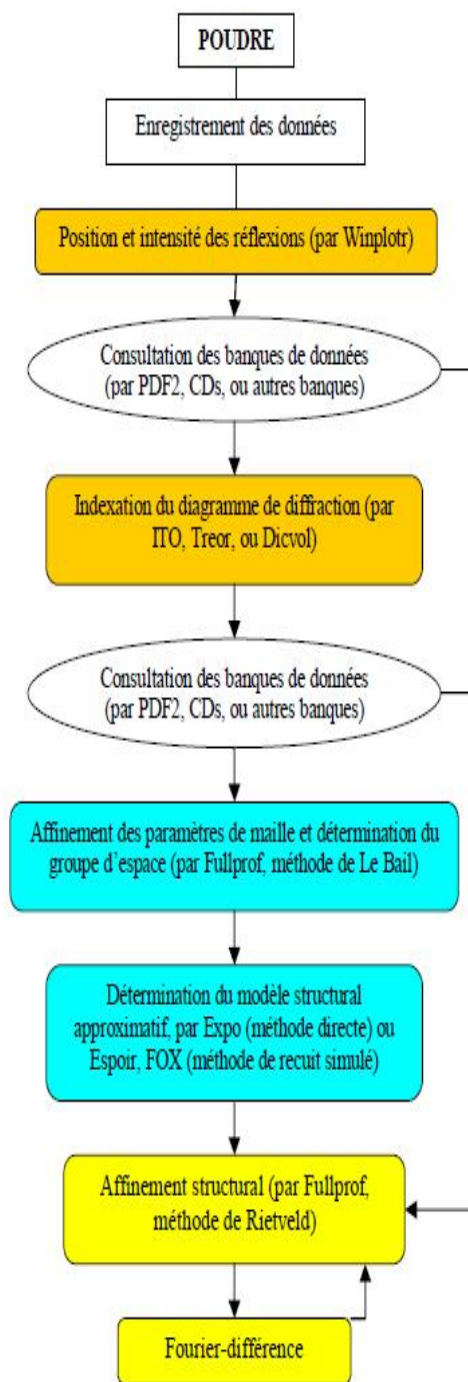 POUDRE
Enregistrement des données
Position et intensité des réflexions (par Winplotr)
Consultation des banques de données
(par PDF2, CDs, ou autres banques)
Indexation du diagramme de diffraction (par
ITO, Treor, ou Dicvol)
Consultation des banques de données
(par PDF2, CDs, ou autres banques)
Affinement des paramètres de maille et détermination du
groupe d'espace (par Fullprof, méthode de Le Bail)
Détermination du modèle structural
approximatif, par Expo (méthode directe) ou
Espoir, FOX (méthode de recuit simulé)
Affinement structural (par Fullprof,
méthode de Rietveld)
Fourier-différence